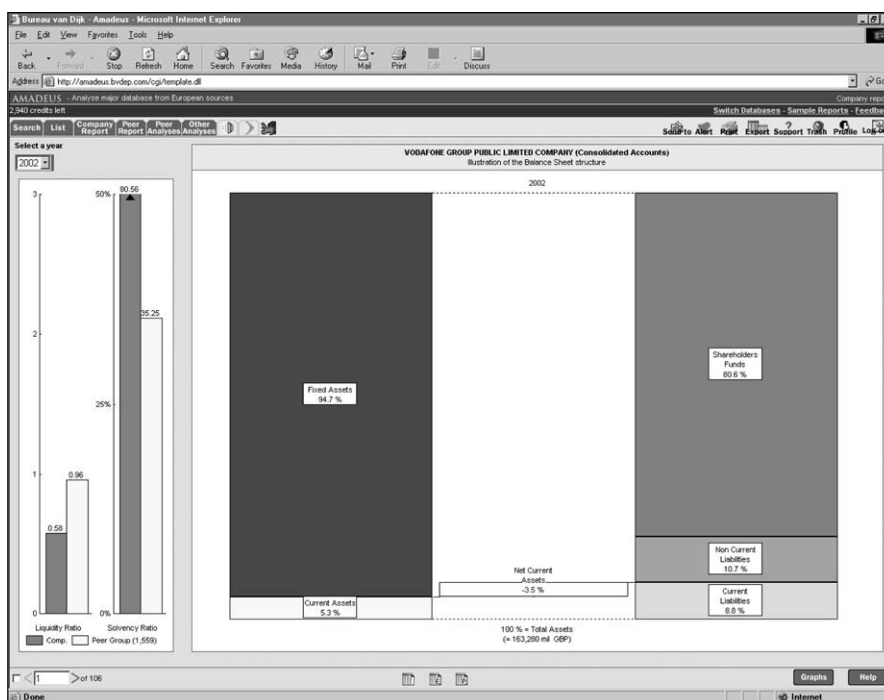 Bureau van Dijk - Amadeus - Microsoft Internet Explorer
File Edit View Favorites Tools Help
Back Forward Stop Refresh Home Search Favorites Media History Mail Print Edit Discuss
Address http://amadeus.bvdep.com/cgi/template.dll Go
AMADEUS - Analyse major database from European sources Company repo
2,940 credits left Switch Databases - Sample Reports - Feedba
Search List Company Report Peer Report Peer Analyses Other Analyses Send to Alert Print Export Support Trash Profile Log-o
Select a year
2002
VODAFONE GROUP PUBLIC LIMITED COMPANY (Consolidated Accounts)
Illustration of the Balance Sheet structure
2002
3
2
1
0
50%
25%
0%
80.56
35.25
0.96
0.58
Liquidity Ratio Solvency Ratio
Comp. Peer Group (1,559)
Fixed Assets
94.7 %
Current Assets
5.3 %
Net Current
Assets
-3.5 %
Shareholders
Funds
80.6 %
Non Current
Liabilities
10.7 %
Current
Liabilities
8.8 %
100 % = Total Assets
(= 163,280 mil GBP)
1 of 106
Graphs Help
Done Internet